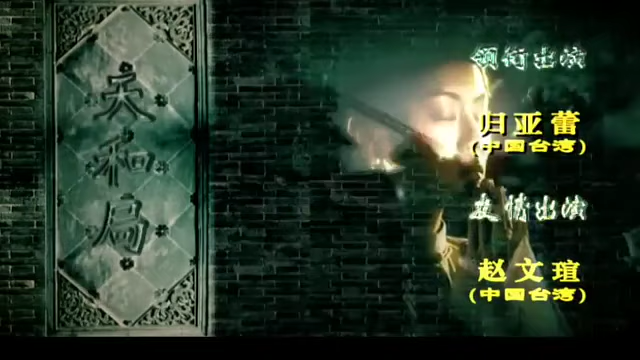 天和局
领衔出演
归亚蕾
(中国台湾)
友情出演
赵文瑄
(中国台湾)